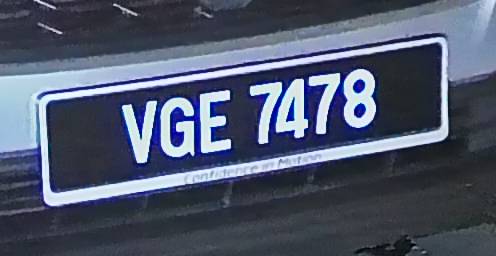 VGE 7478
Confidence in Motion